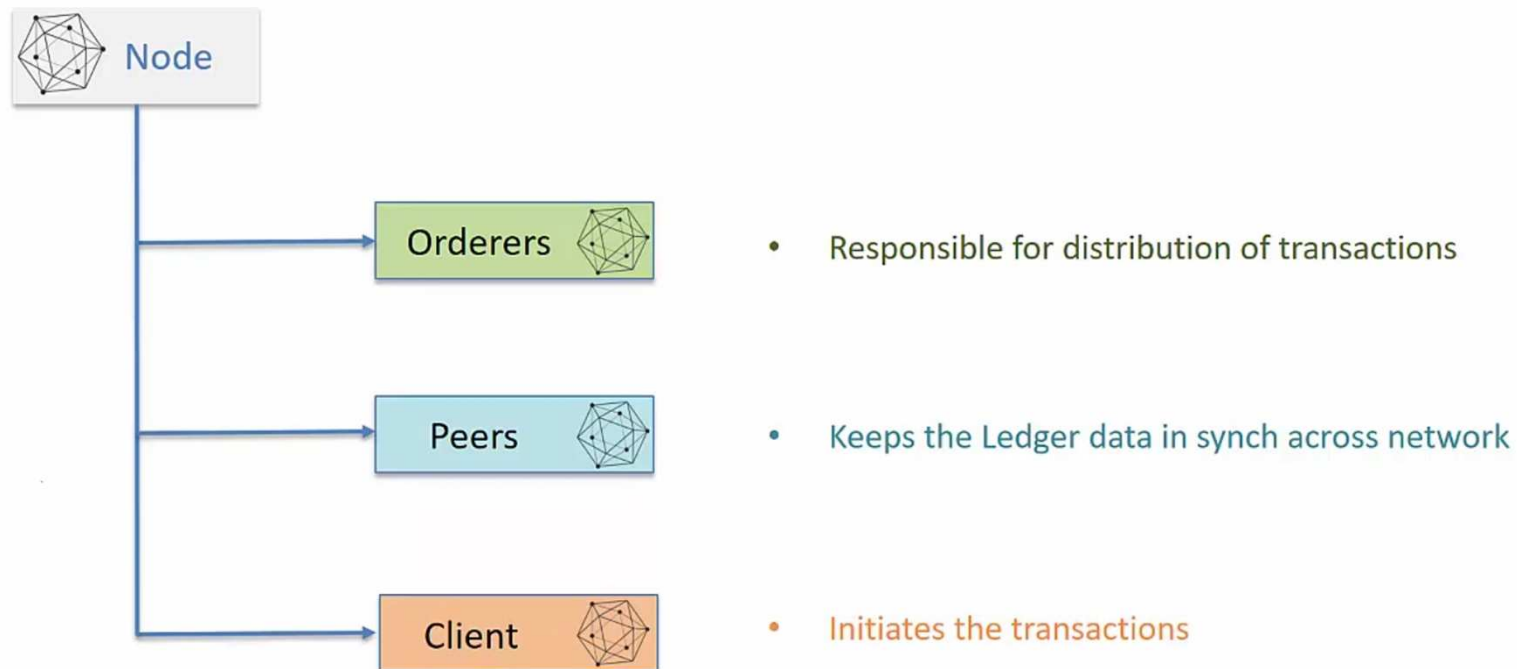 Node
Orderers
• Responsible for distribution of transactions
Peers
• Keeps the Ledger data in synch across network
Client
• Initiates the transactions